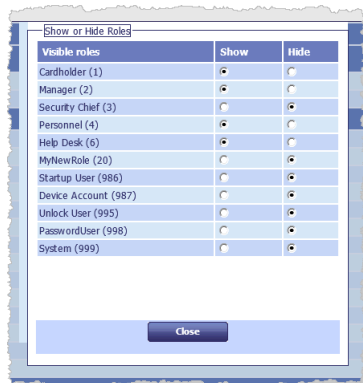 Show or Hide Roles
Visible roles Show Hide
Cardholder (1)
Manager (2)
Security Chief (3)
Personnel (4)
Help Desk (6)
MyNewRole (20)
Startup User (986)
Device Account (987)
Unlock User (995)
PasswordUser (998)
System (999)
Close